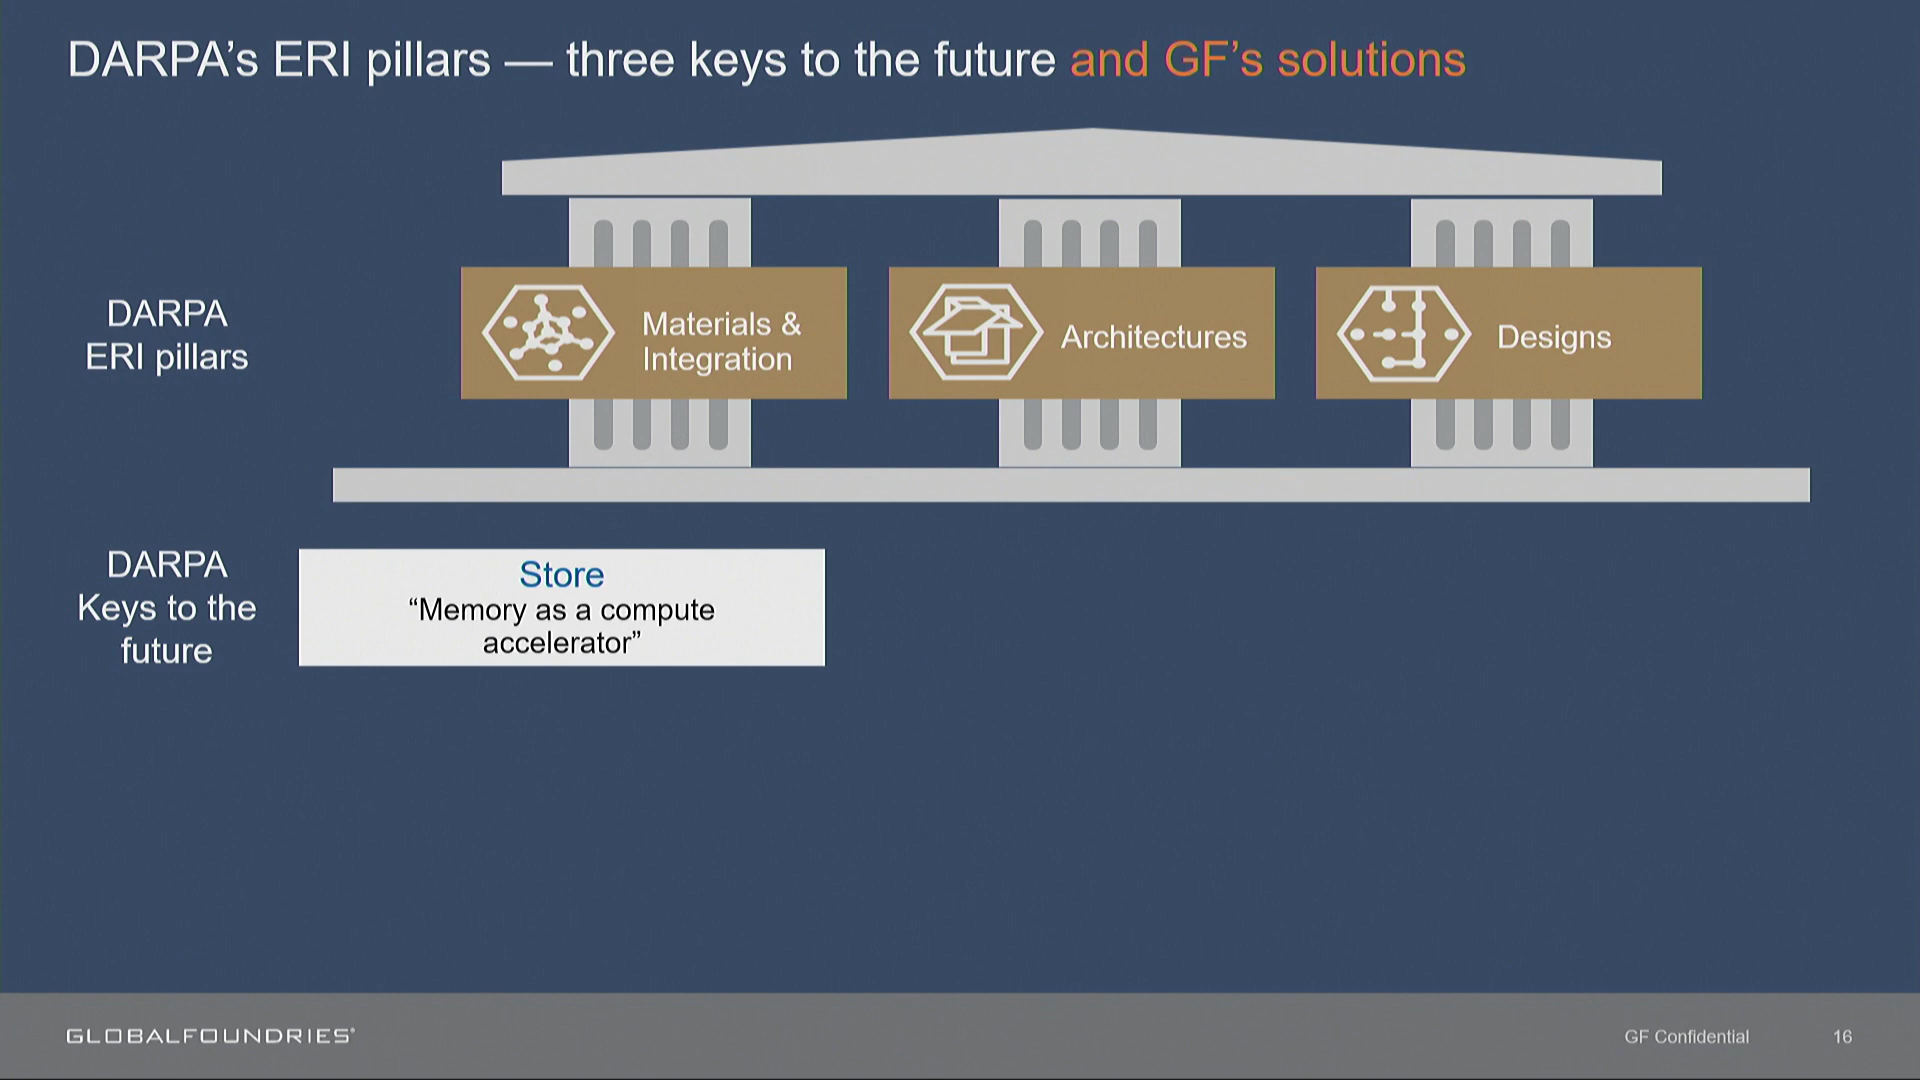 DARPA’s ERI pillars — three keys to the future and GF’s solutions
DARPA
ERI pillars
Materials &
Integration
Architectures
Designs
DARPA
Keys to the
future
Store
“Memory as a compute
accelerator”
GLOBALFOUNDRIES®
GF Confidential
16